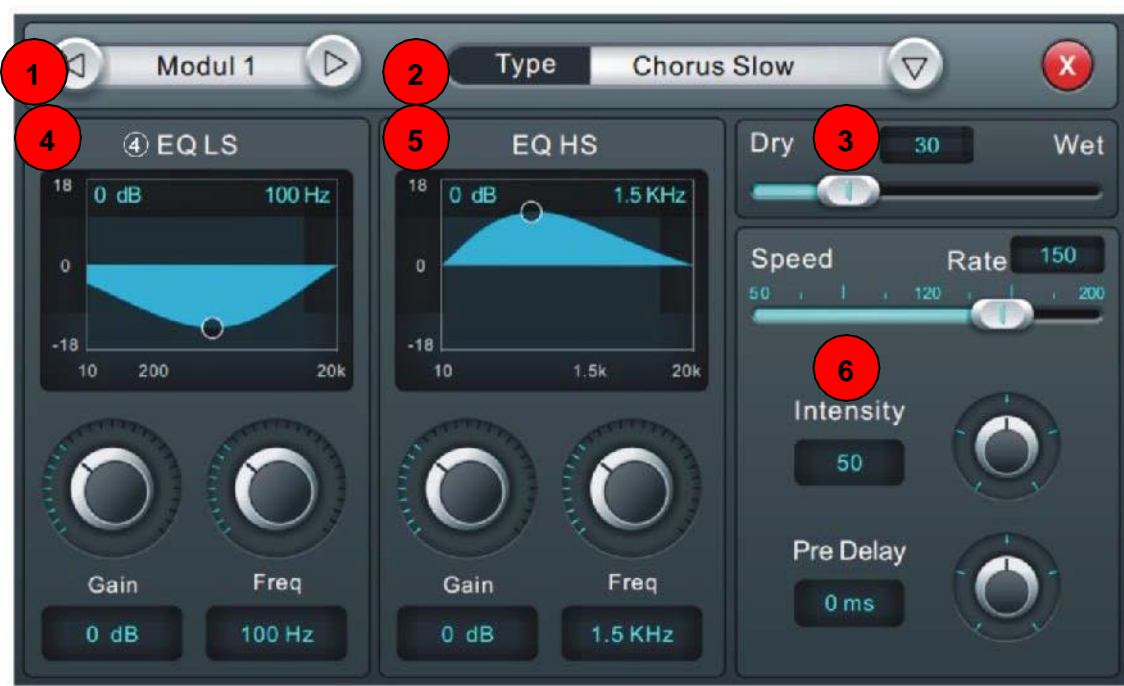 1 Modul 1 2 Type Chorus Slow X
4 ④ EQ LS
18 0 dB 100 Hz
0
-18
10 200 20k
Gain Freq
0 dB 100 Hz
5 EQ HS
18 0 dB 1.5 KHz
0
-18
10 1.5k 20k
Gain Freq
0 dB 1.5 KHz
Dry 3 30 Wet
Speed Rate 150
50 120 200
6
Intensity
50
Pre Delay
0 ms